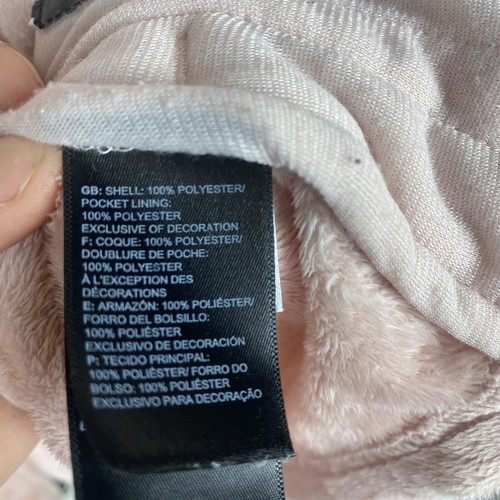 GB: SHELL: 100% POLYESTER/
POCKET LINING:
100% POLYESTER
EXCLUSIVE OF DECORATION
F: COQUE: 100% POLYESTER/
DOUBLURE DE POCHE:
100% POLYESTER
À L'EXCEPTION DES
DÉCORATIONS
E: ARMAZÓN: 100% POLIÉSTER/
FORRO DEL BOLSILLO:
100% POLIÉSTER
EXCLUSIVO DE DECORACIÓN
P: TECIDO PRINCIPAL:
100% POLIÉSTER/ FORRO DO
BOLSO: 100% POLIÉSTER
EXCLUSIVO PARA DECORAÇÃO